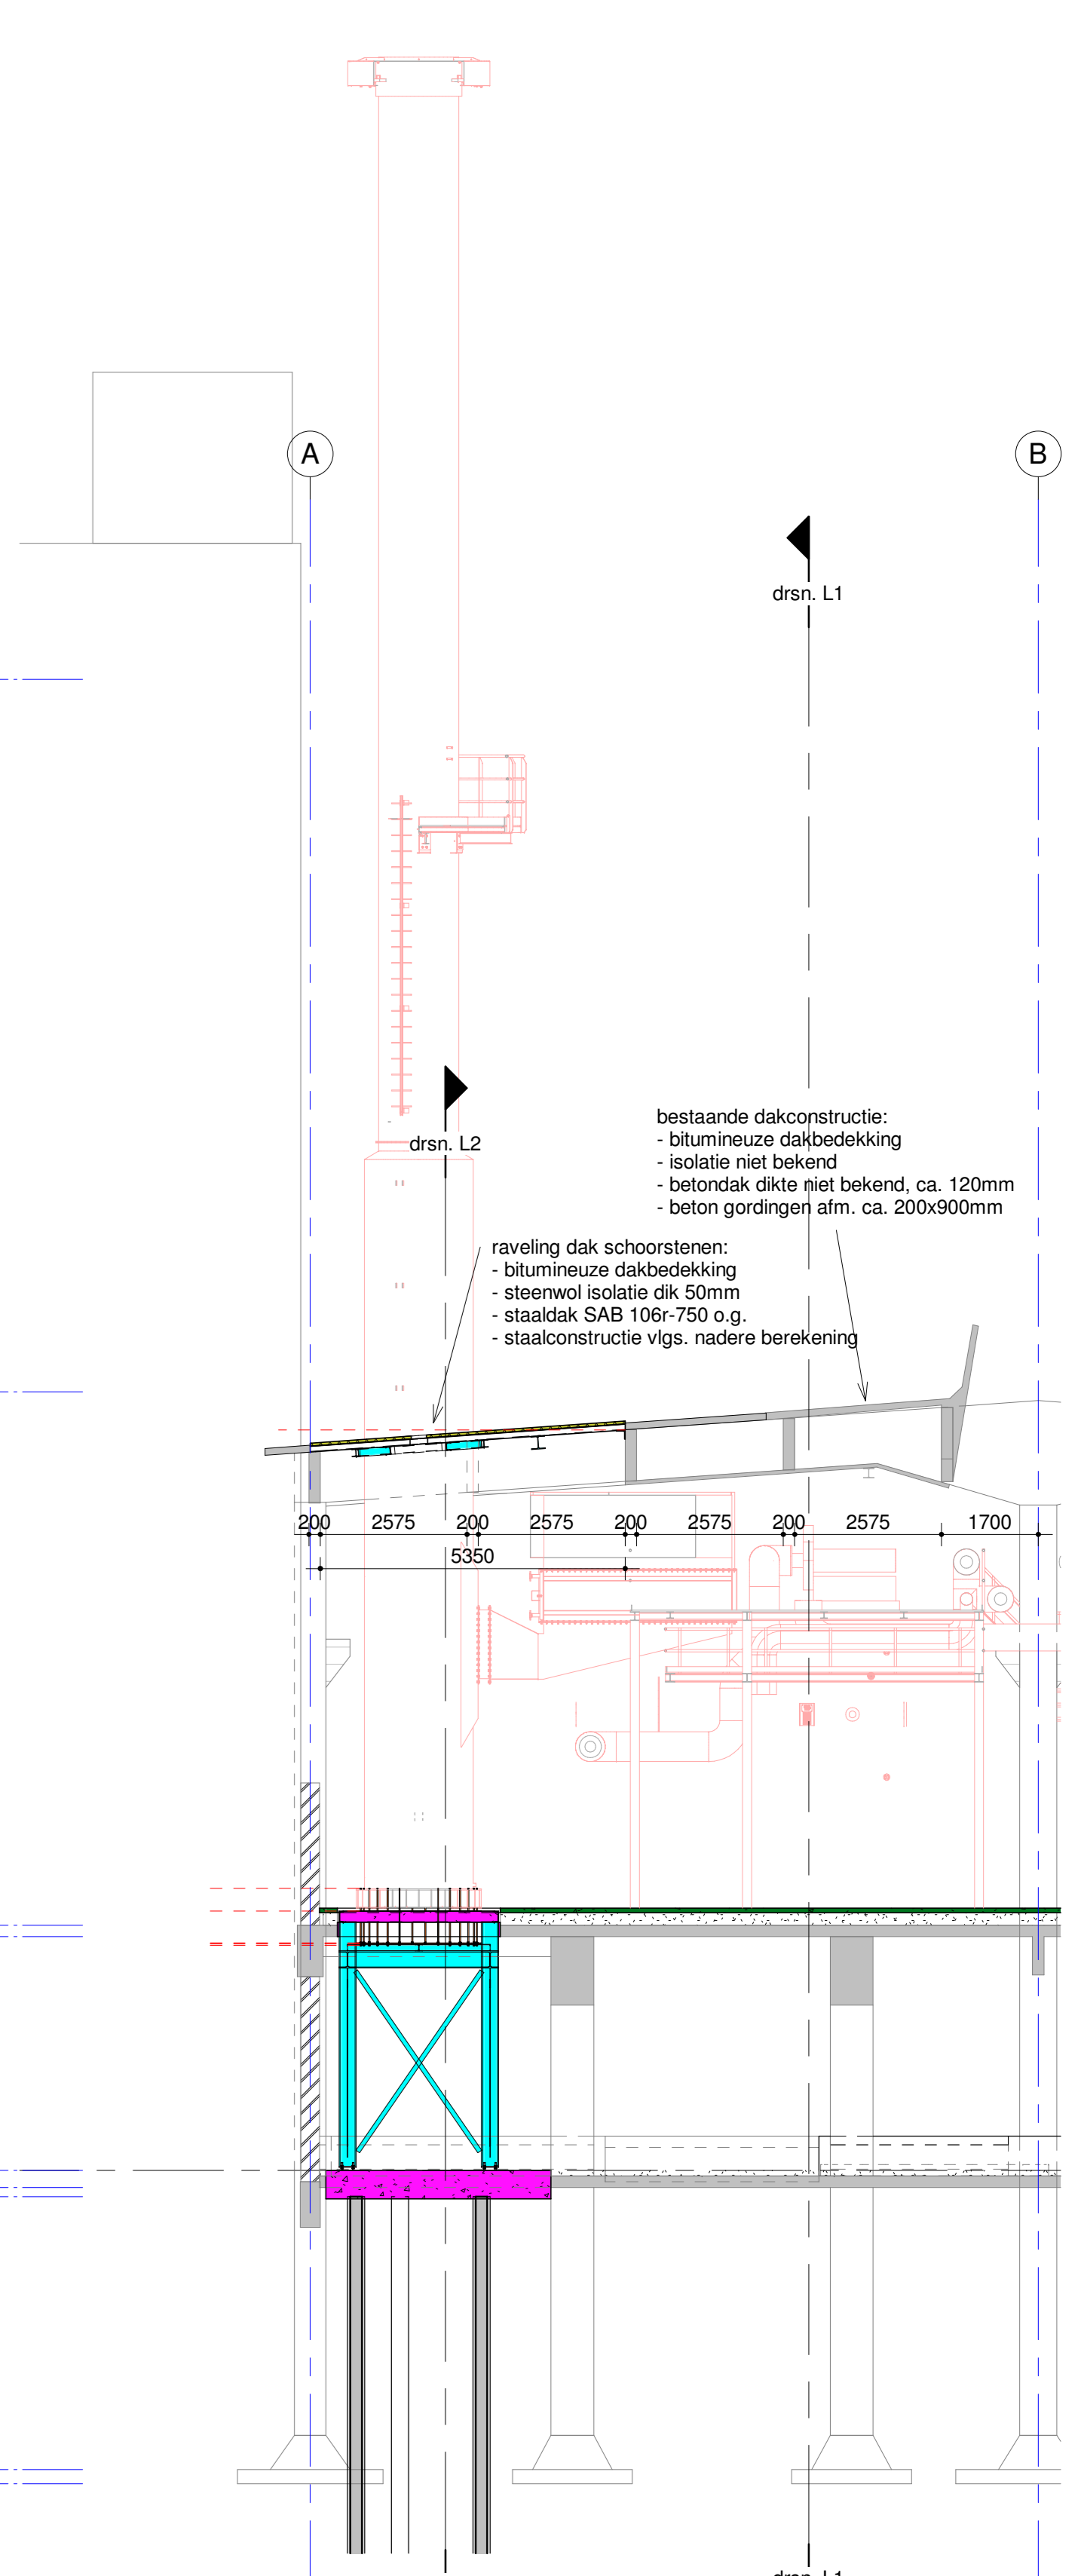 A
B
drsn. L1
drsn. L2
bestaande dakconstructie:
- bitumineuze dakbedekking
- isolatie niet bekend
- betondak dikte niet bekend, ca. 120mm
- beton gordingen afm. ca. 200x900mm
raveling dak schoorstenen:
- bitumineuze dakbedekking
- steenwol isolatie dik 50mm
- staaldak SAB 106r-750 o.g.
- staalconstructie vlgs. nadere berekening
200 2575 200 2575 200 2575 200 2575 1700
5350
drsn. L1